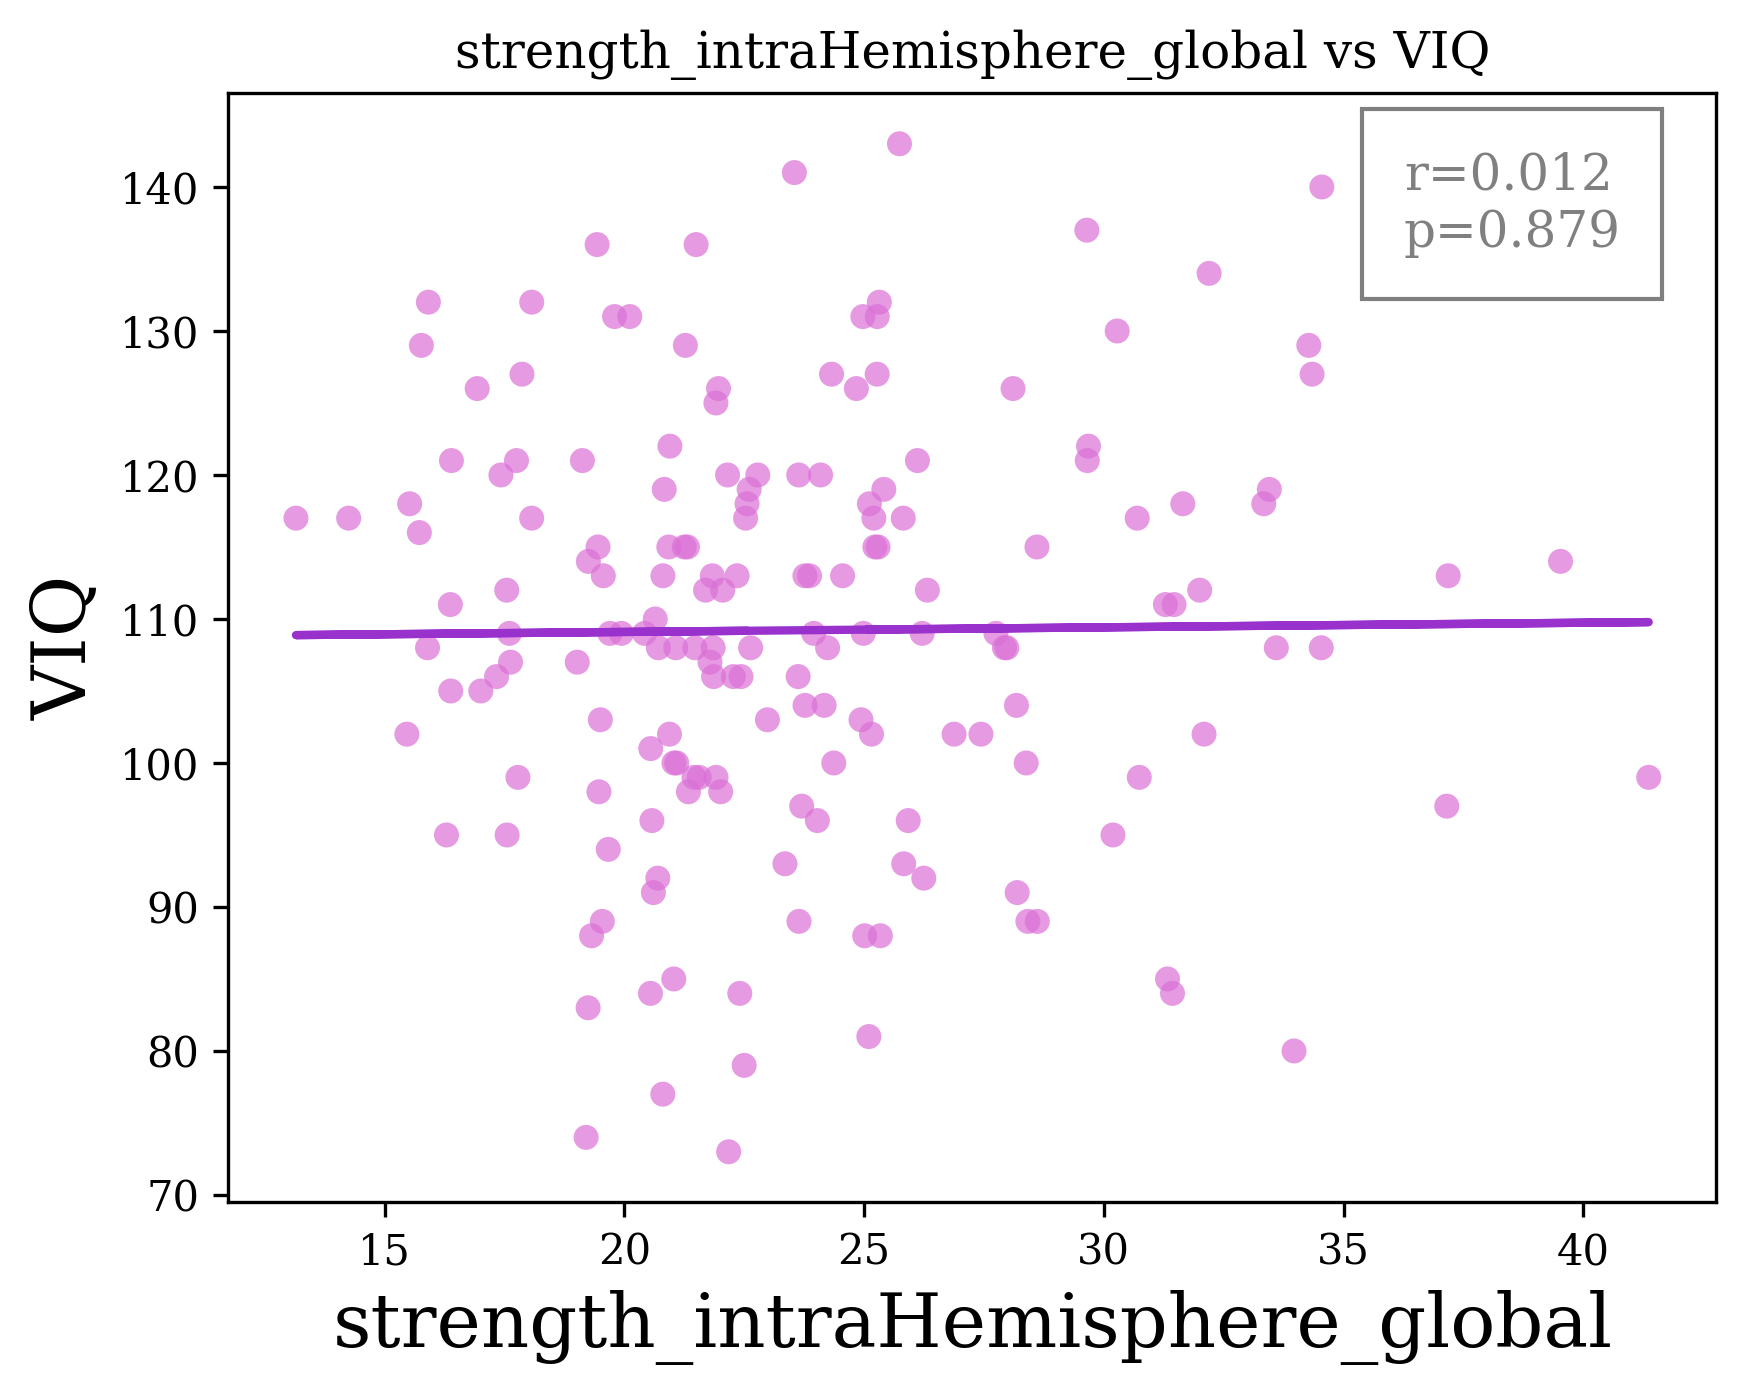 strength_intraHemisphere_global vs VIQ
r=0.012
p=0.879
140
130
120
110
100
90
80
70
VIQ
15 20 25 30 35 40
strength_intraHemisphere_global